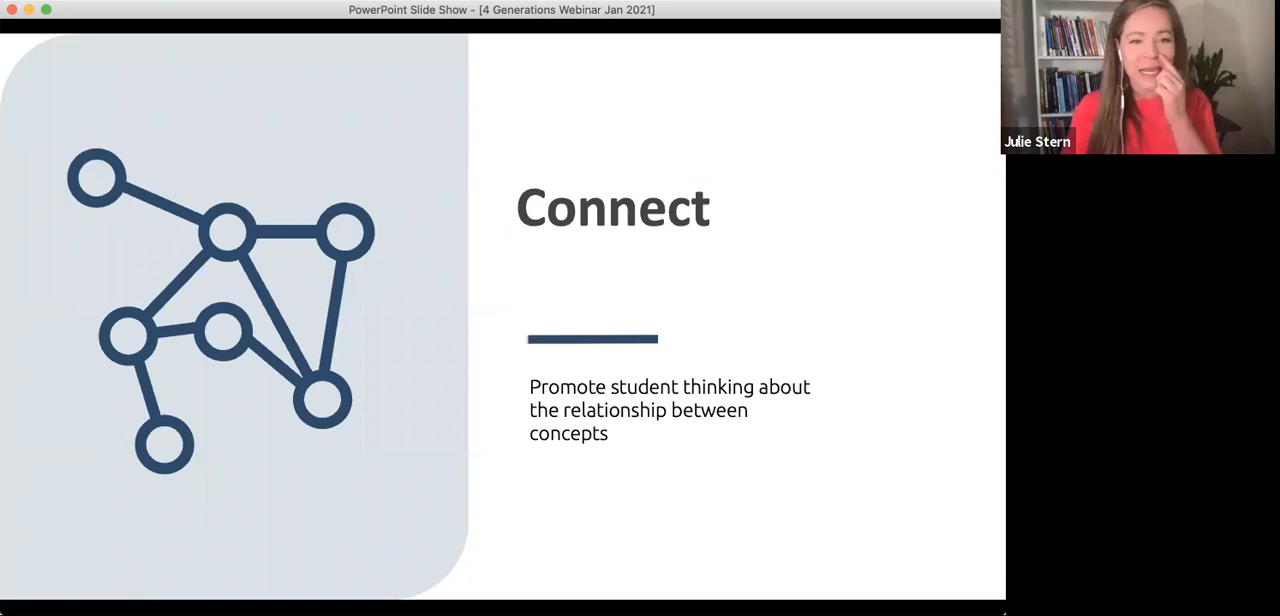 PowerPoint Slide Show - [4 Generations Webinar Jan 2021]
Julie Stern
Connect
Promote student thinking about
the relationship between
concepts